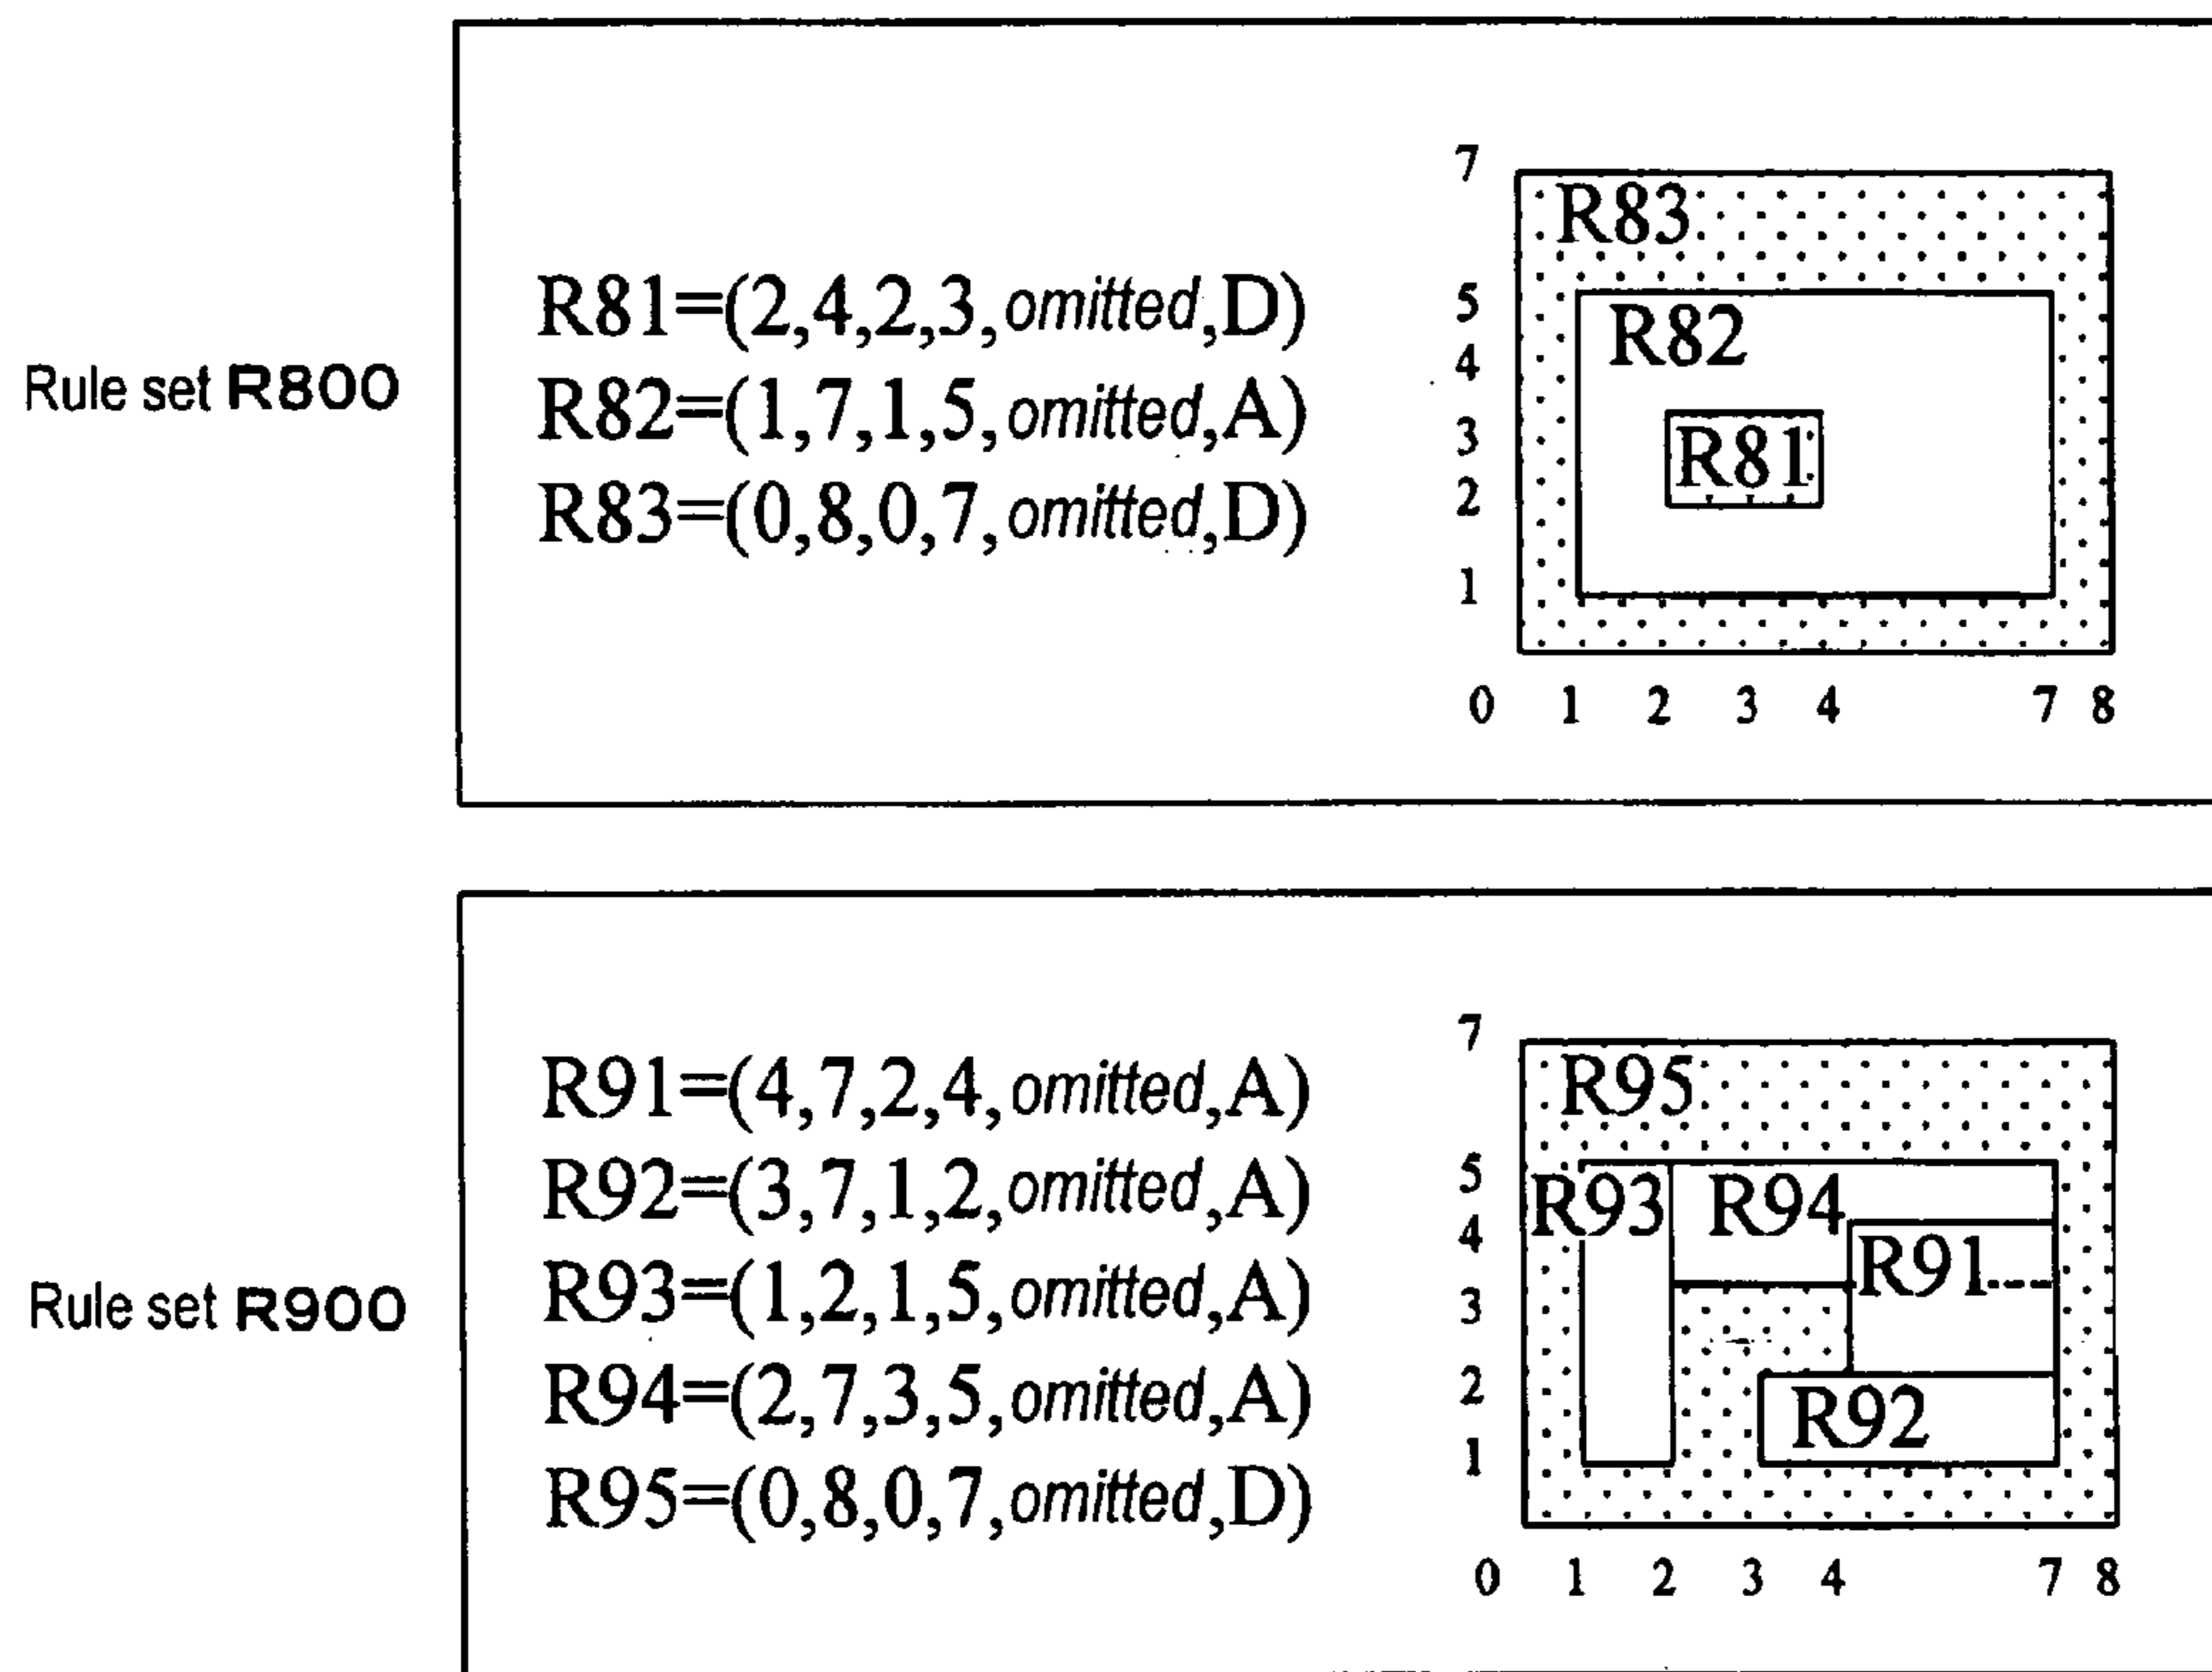 Rule set R800
R81=(2,4,2,3,omitted,D)
R82=(1,7,1,5,omitted,A)
R83=(0,8,0,7,omitted,D)
7
5
4
3
2
1
R83
R82
R81
0 1 2 3 4 7 8
Rule set R900
R91=(4,7,2,4,omitted,A)
R92=(3,7,1,2,omitted,A)
R93=(1,2,1,5,omitted,A)
R94=(2,7,3,5,omitted,A)
R95=(0,8,0,7,omitted,D)
7
5
4
3
2
1
R95
R93 R94
R91
R92
0 1 2 3 4 7 8